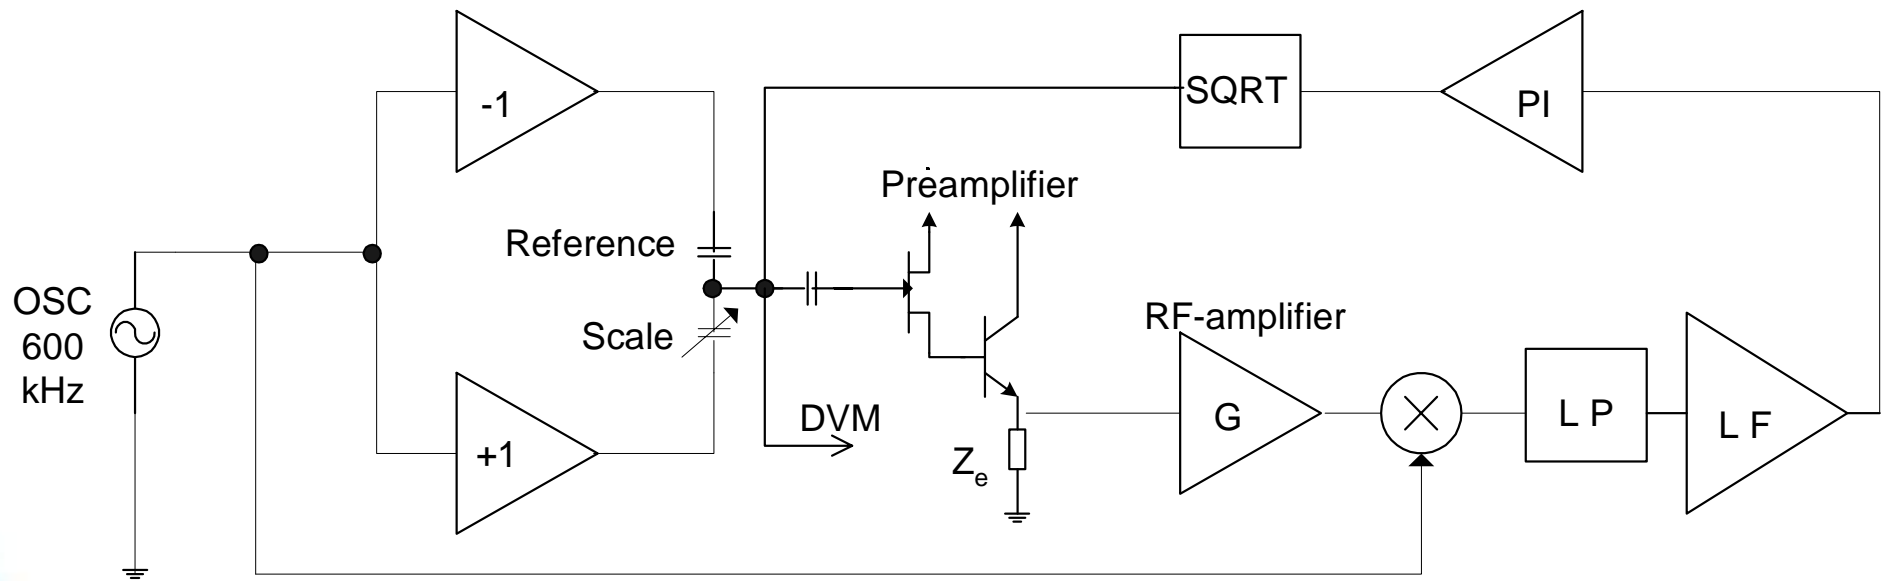 -1
SQRT
PI
Preamplifier
Reference
OSC
600
kHz
Scale
RF-amplifier
DVM
G
L P
L F
+1
Ze